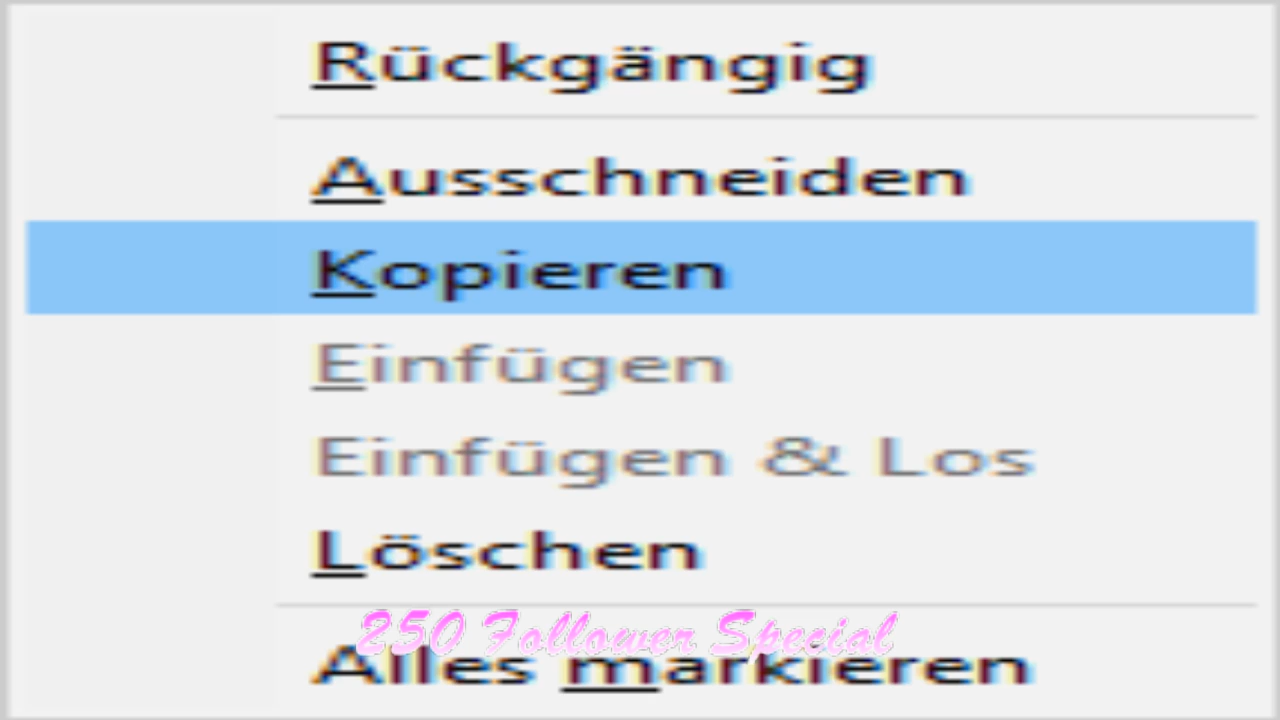 Rückgängig
Ausschneiden
Kopieren
Einfügen
Einfügen & Los
Löschen
250 Follower Special
Alles markieren